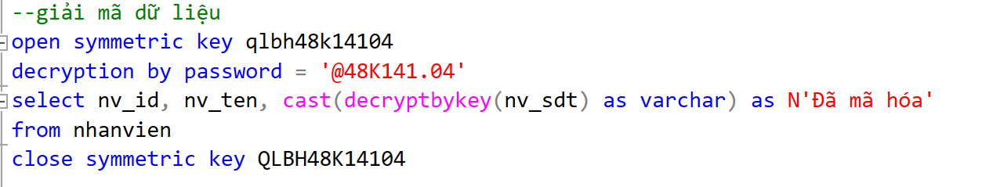 --giải mã dữ liệu
open symmetric key qlbh48k14104
decryption by password = '@48K141.04'
select nv_id, nv_ten, cast(decryptbykey(nv_sdt) as varchar) as N'Đã mã hóa'
from nhanvien
close symmetric key QLBH48K14104